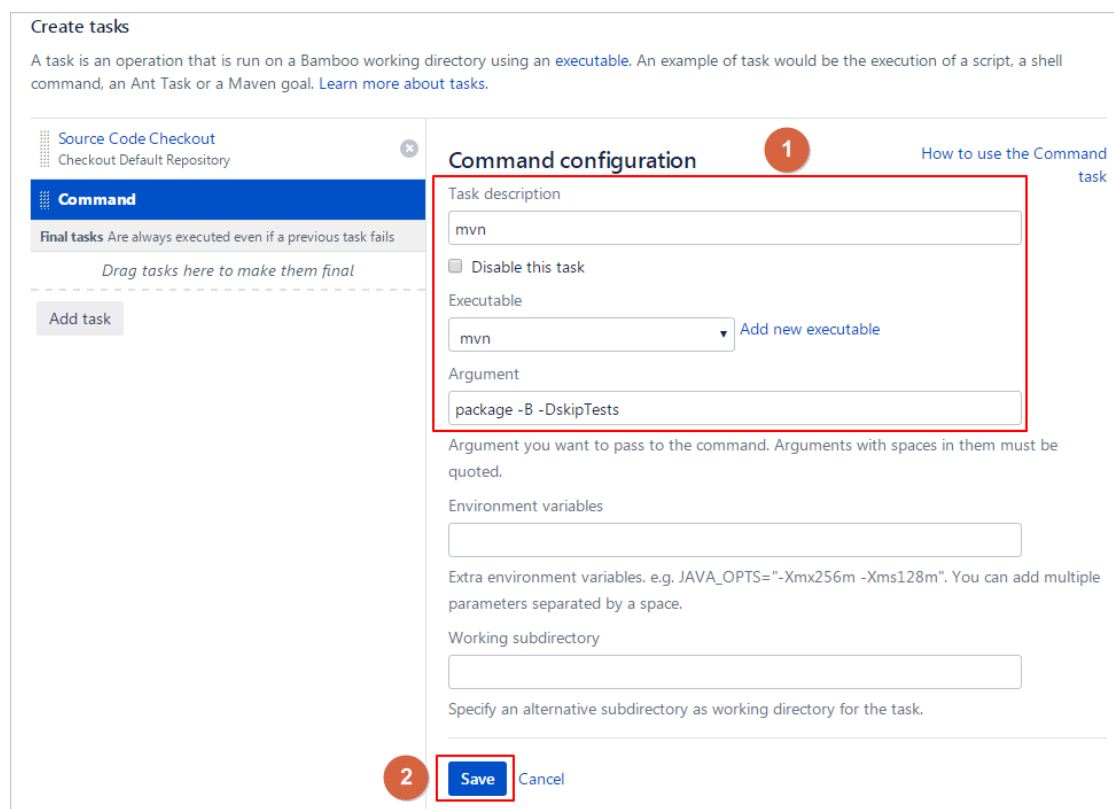 Create tasks
A task is an operation that is run on a Bamboo working directory using an executable. An example of task would be the execution of a script, a shell
command, an Ant Task or a Maven goal. Learn more about tasks.
Source Code Checkout
Checkout Default Repository
Command
Final tasks Are always executed even if a previous task fails
Drag tasks here to make them final
Add task
Command configuration
1
How to use the Command
task
Task description
mvn
Disable this task
Executable
mvn
Add new executable
Argument
package -B -DskipTests
Argument you want to pass to the command. Arguments with spaces in them must be
quoted.
Environment variables
Extra environment variables. e.g. JAVA_OPTS="-Xmx256m -Xms128m". You can add multiple
parameters separated by a space.
Working subdirectory
Specify an alternative subdirectory as working directory for the task.
2
Save
Cancel